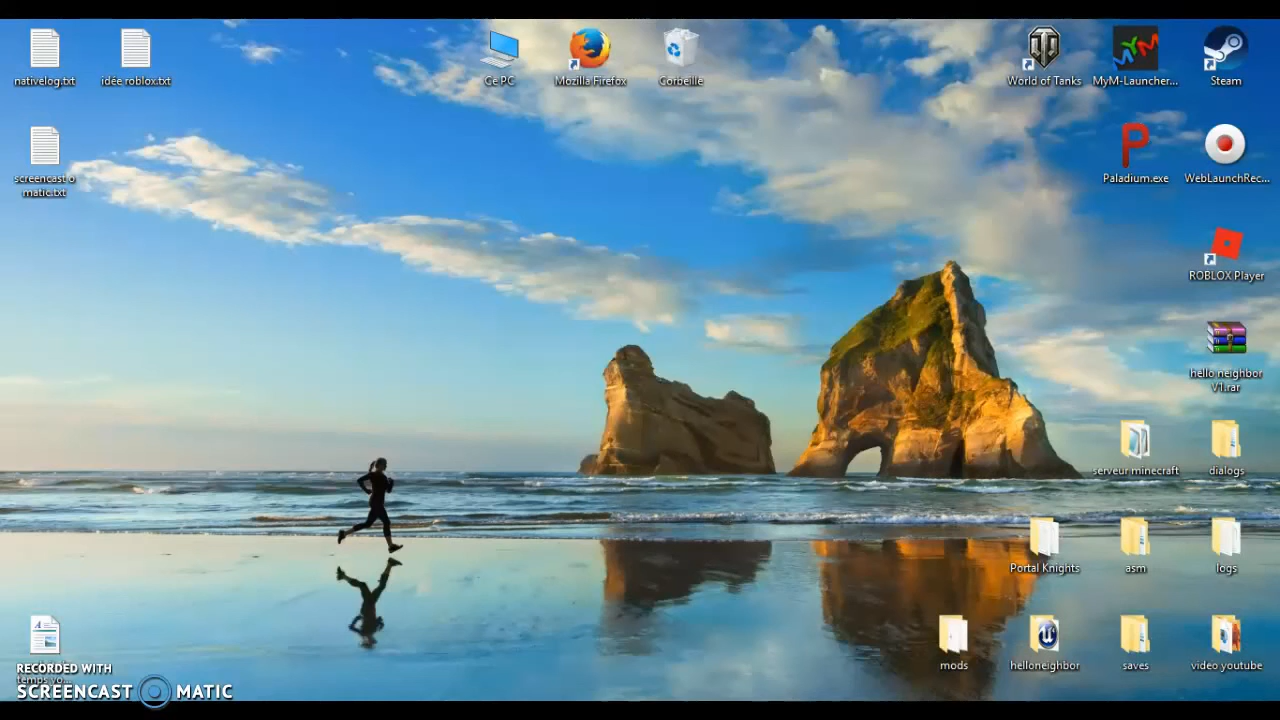 nativelog.txt
idée roblox.txt
Ce PC
Mozilla Firefox
Corbeille
World of Tanks
MyM-Launcher...
Steam
screencast o
matic.txt
Paladium.exe
WebLaunchRec...
ROBLOX Player
hello neighbor
V1.rar
serveur minecraft
dialogs
Portal Knights
asm
logs
mods
helloneighbor
saves
video youtube
RECORDED WITH
SCREENCAST MATIC